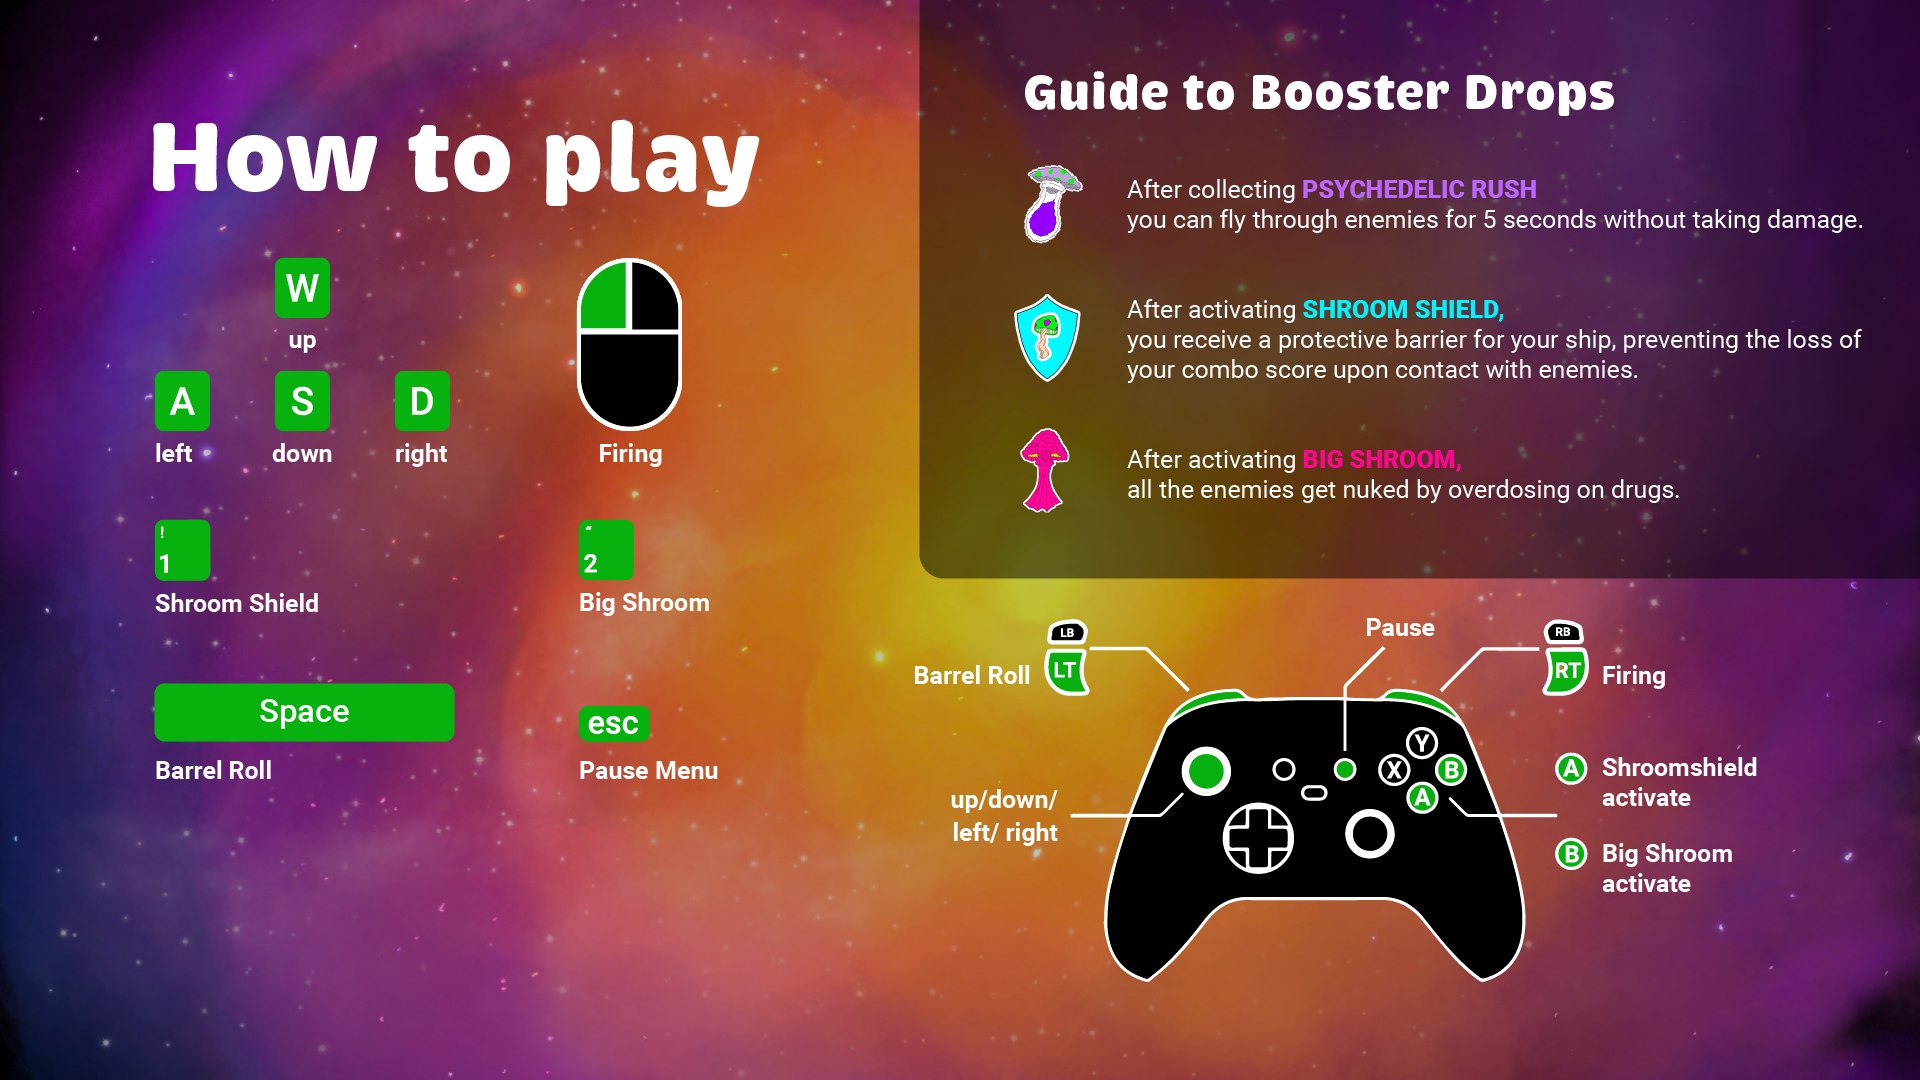 How to play
W
up
A
S
D
left
down
right
Firing
!
1
Shroom Shield
“
2
Big Shroom
Space
Barrel Roll
esc
Pause Menu
Guide to Booster Drops
After collecting PSYCHEDELIC RUSH
you can fly through enemies for 5 seconds without taking damage.
After activating SHROOM SHIELD,
you receive a protective barrier for your ship, preventing the loss of
your combo score upon contact with enemies.
After activating BIG SHROOM,
all the enemies get nuked by overdosing on drugs.
LB
LT
Barrel Roll
Pause
RB
RT
Firing
Y
X
B
A
up/down/
left/ right
A
Shroomshield
activate
B
Big Shroom
activate